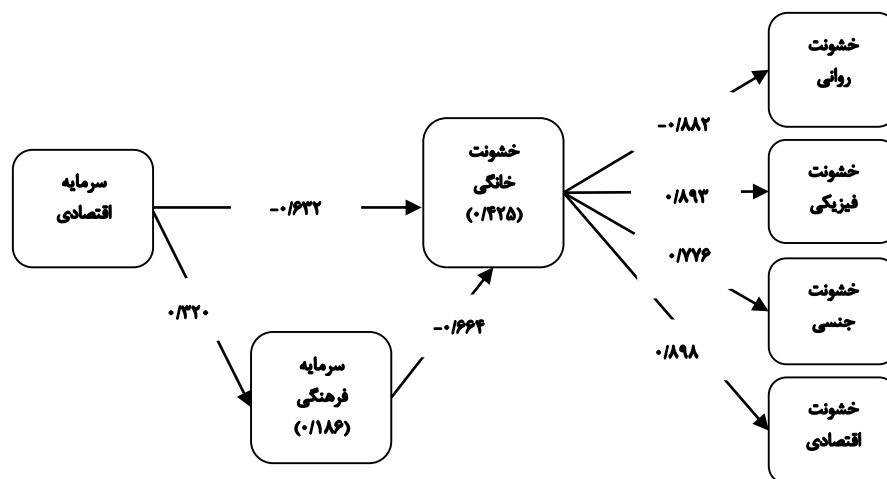 خشونت
روانی
-۰/۸۸۲
خشونت
خانگی
(۰/۴۲۵)
خشونت
فیزیکی
۰/۸۹۳
سرمایه
اقتصادی
-۰/۶۳۲
۰/۷۷۶
خشونت
جنسی
۰/۳۲۰
-۰/۶۶۴
۰/۸۹۸
سرمایه
فرهنگی
(۰/۱۸۶)
خشونت
اقتصادی